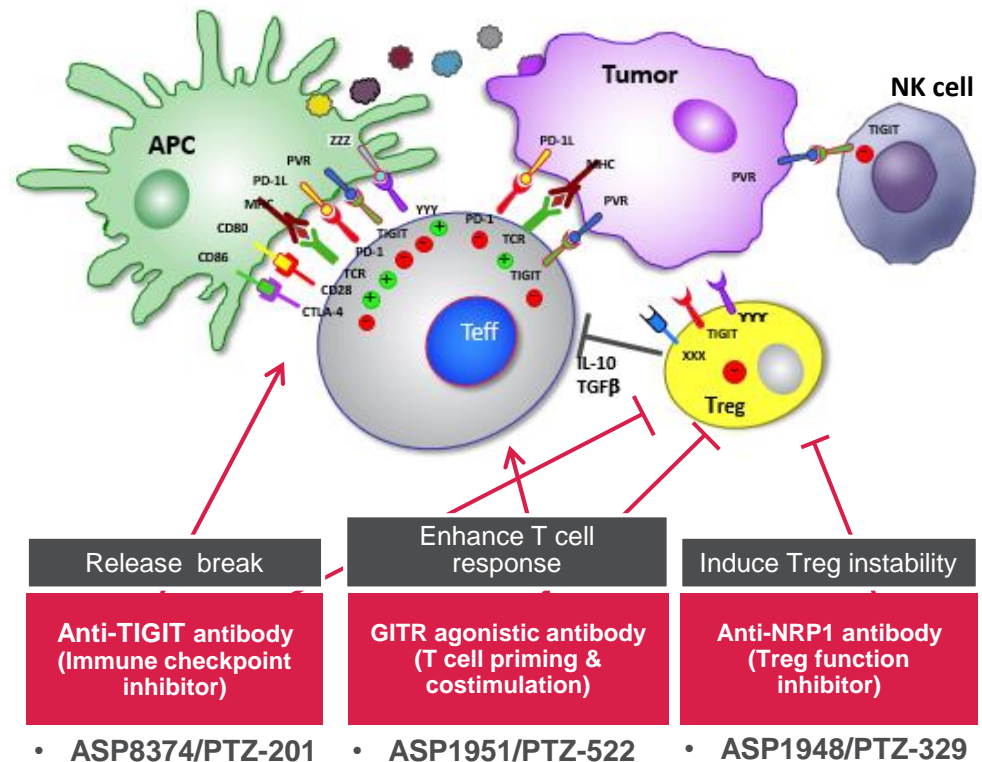 Tumor
NK cell
APC
ZZZ
PVR
PD-1L
MHC
CD80
CD86
PD-1L
MHC
PVR
PVR
TIGIT
YYY
PD-1
TIGIT
PD-1
TCR
TCR
TIGIT
CD28
CTLA-4
Teff
YYY
TIGIT
XXX
IL-10
TGFβ
Treg
Release break
Enhance T cell
response
Induce Treg instability
Anti-TIGIT antibody
(Immune checkpoint
inhibitor)
GITR agonistic antibody
(T cell priming &
costimulation)
Anti-NRP1 antibody
(Treg function
inhibitor)
• ASP8374/PTZ-201
• ASP1951/PTZ-522
• ASP1948/PTZ-329